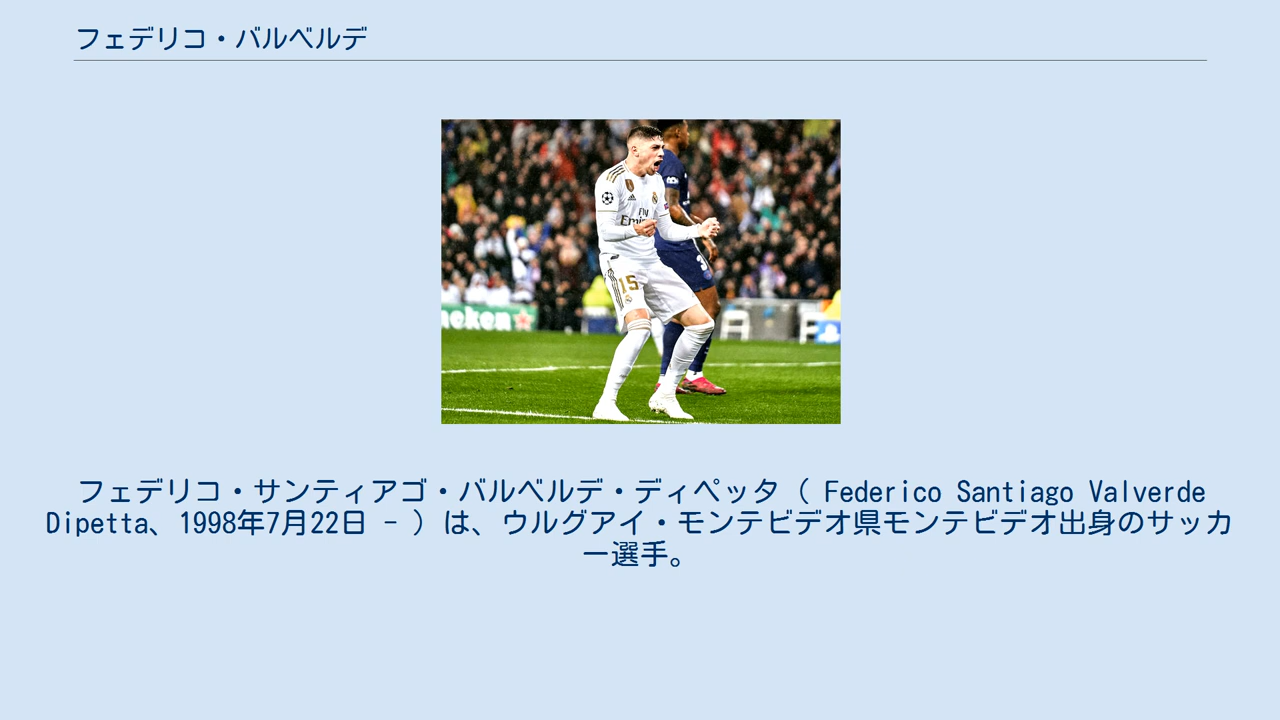 フェデリコ・バルベルデ
Fly
Emirates
15
3
neken
フェデリコ・サンティアゴ・バルベルデ・ディペッタ ( Federico Santiago Valverde
Dipetta、1998年7月22日 - ) は、ウルグアイ・モンテビデオ県モンテビデオ出身のサッカ
ー選手。